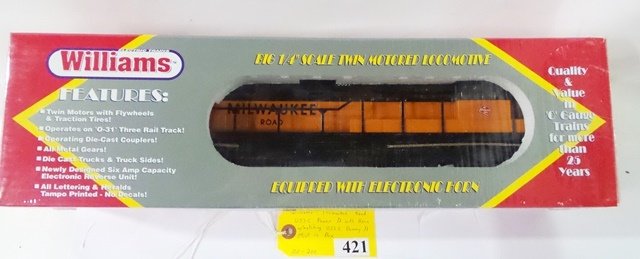 ELECTRIC TRAINS
Williams
BIG 1/4" SCALE TWIN MOTORED LOCOMOTIVE
FEATURES:
Twin Motors with Flywheels
& Traction Tires!
Operates on 'O-31' Three Rail Track!
Operating Die-Cast Couplers!
All Metal Gears!
Die Cast Trucks & Truck Sides!
Newly Designed Six Amp Capacity
Electronic Reverse Unit!
All Lettering & Heralds
Tampo Printed - No Decals!
MILWAUKEE
ROAD
Quality
&
Value
in
'O' Gauge
Trains
for more
than
25
Years
EQUIPPED WITH ELECTRONIC HORN
421